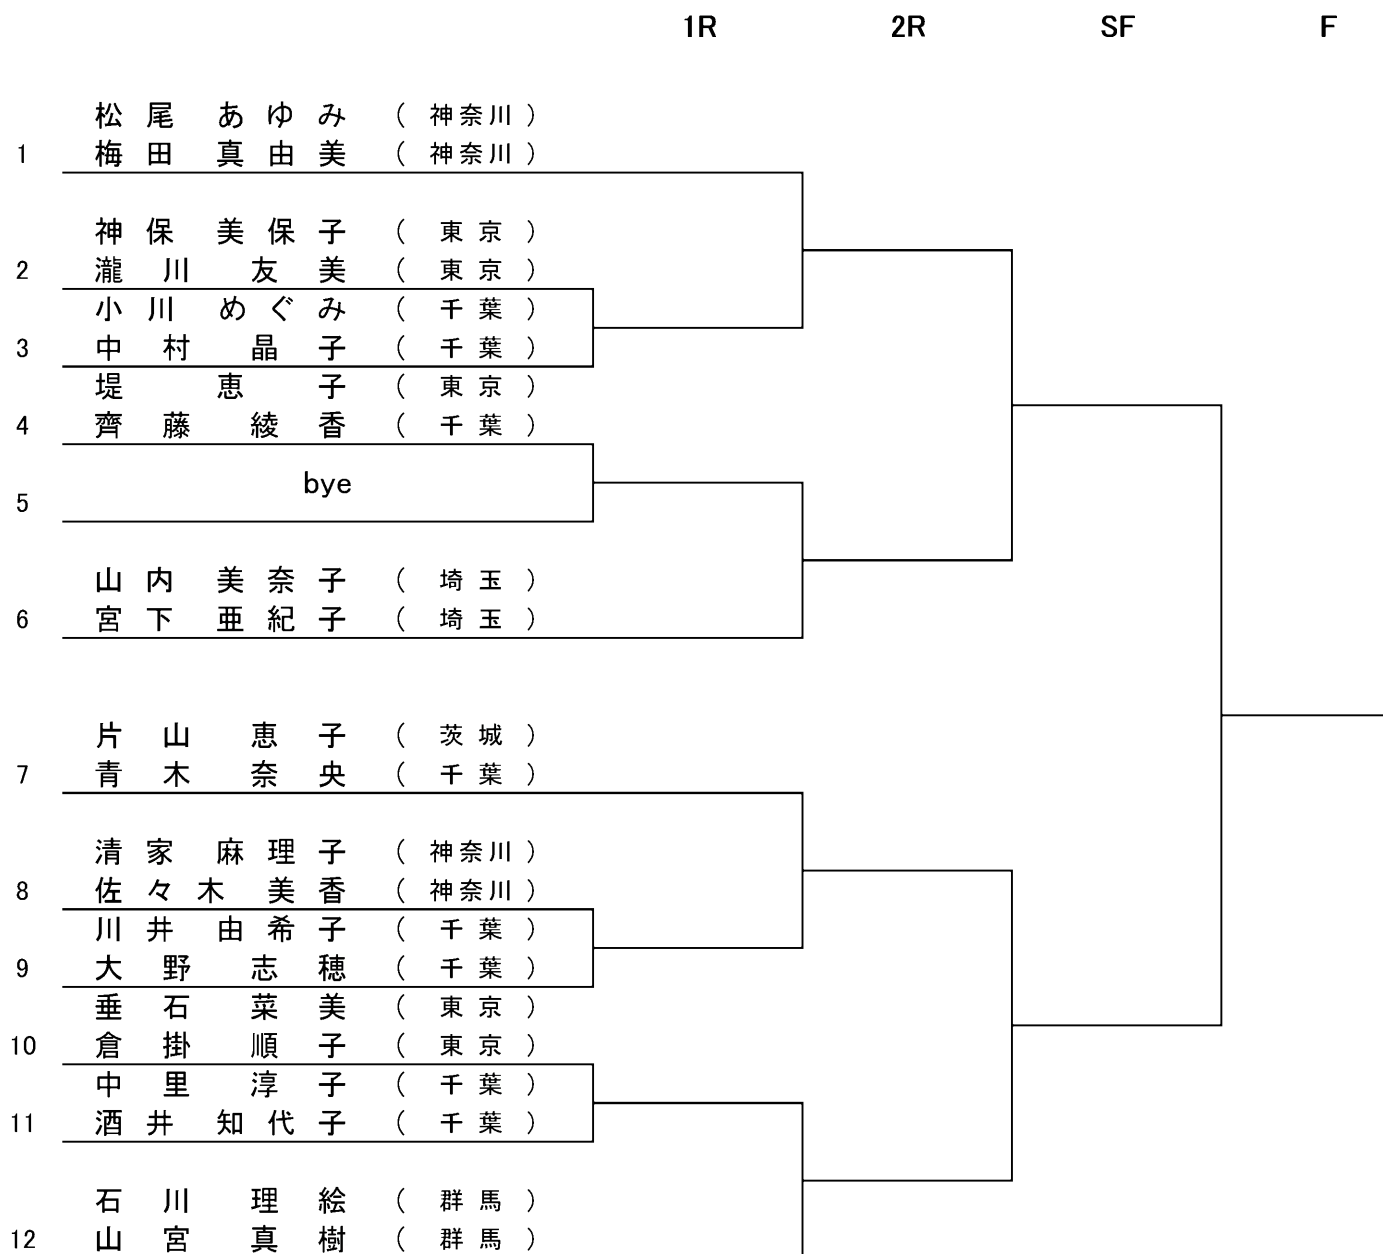 1R 2R SF F
松尾 あゆみ ( 神奈川 )
1 梅田 真由美 ( 神奈川 )
神保 美保子 ( 東京 )
2 瀧川 友美 ( 東京 )
小川 めぐみ ( 千葉 )
3 中村 晶子 ( 千葉 )
堤 恵子 ( 東京 )
4 齊藤 綾香 ( 千葉 )
bye
5
山内 美奈子 ( 埼玉 )
6 宮下 亜紀子 ( 埼玉 )
片山 恵子 ( 茨城 )
7 青木 奈央 ( 千葉 )
清家 麻理子 ( 神奈川 )
8 佐々木 美香 ( 神奈川 )
川井 由希子 ( 千葉 )
9 大野 志穂 ( 千葉 )
垂石 菜美 ( 東京 )
10 倉掛 順子 ( 東京 )
中里 淳子 ( 千葉 )
11 酒井 知代子 ( 千葉 )
石川 理絵 ( 群馬 )
12 山宮 真樹 ( 群馬 )